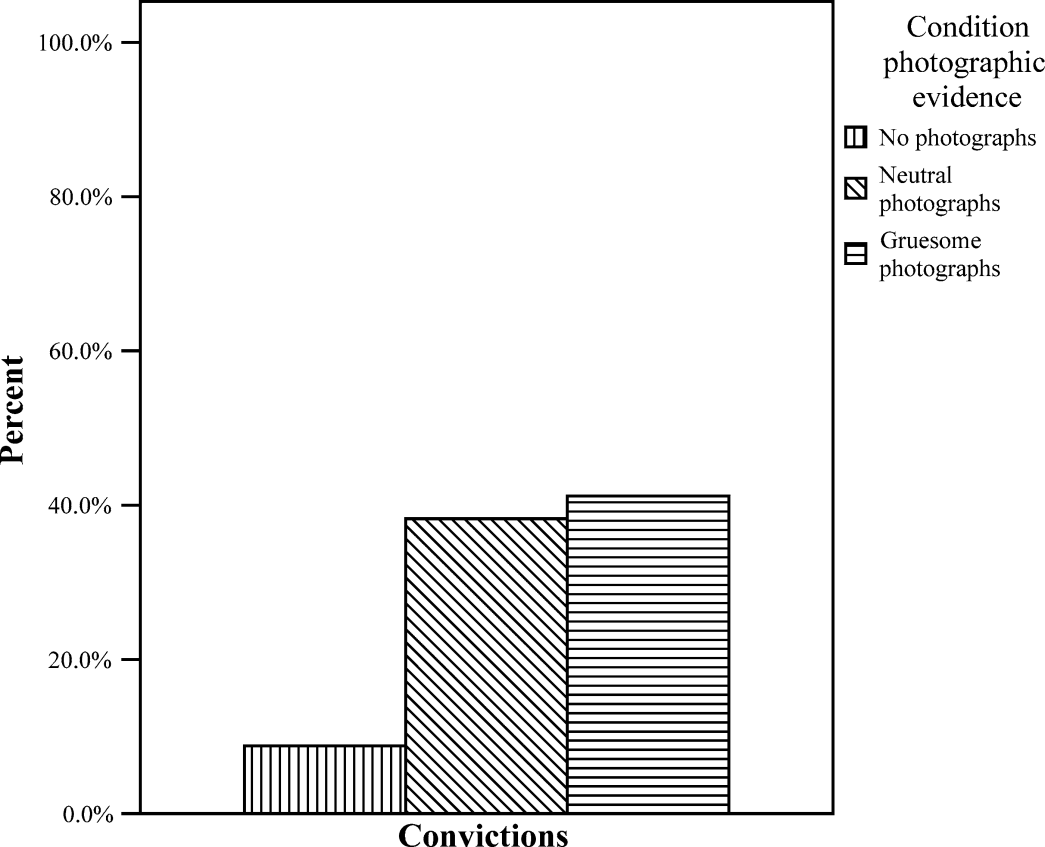 100.0%
80.0%
60.0%
40.0%
20.0%
0.0%
Percent
Convictions
Condition
photographic
evidence
No photographs
Neutral
photographs
Gruesome
photographs